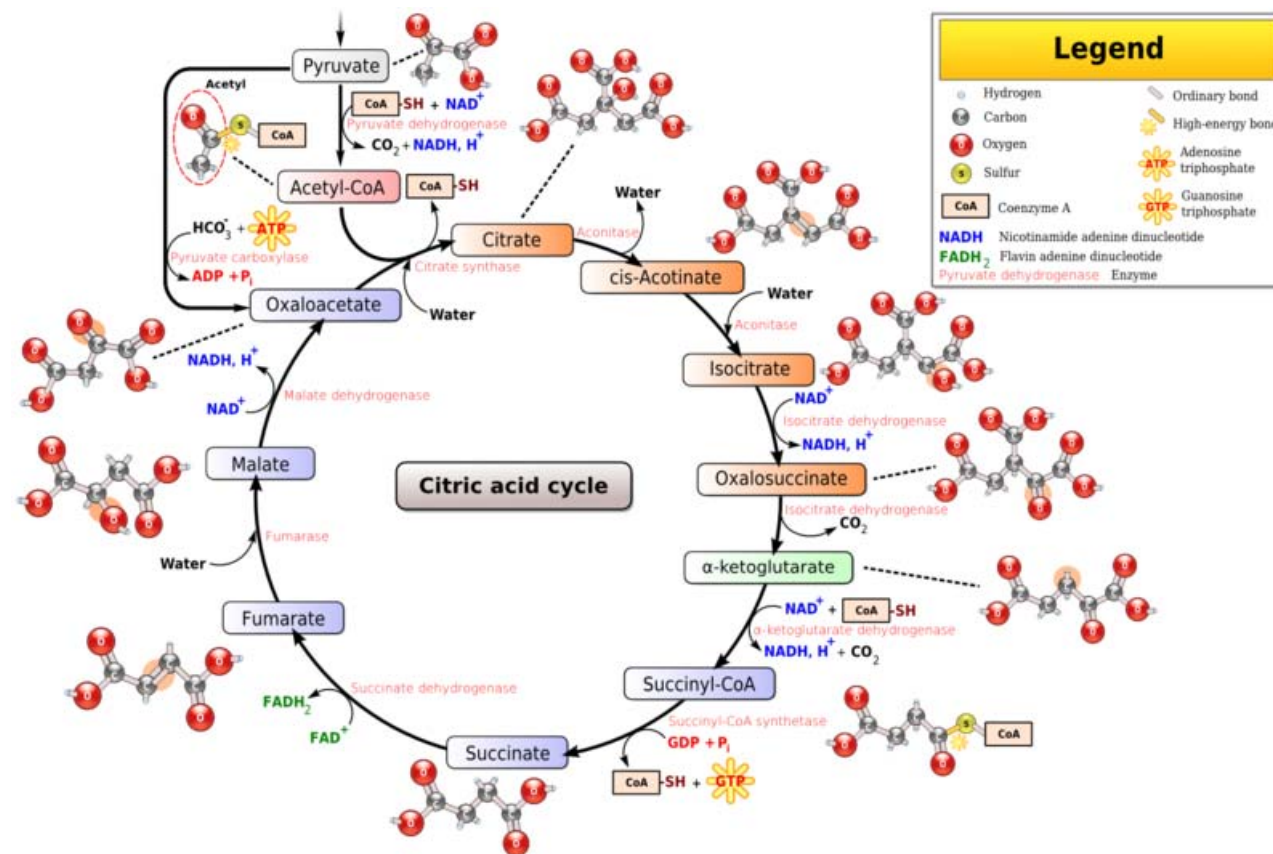 Legend
Hydrogen
Carbon
Oxygen
Sulfur
CoA Coenzyme A
NADH Nicotinamide adenine dinucleotide
FADH₂ Flavin adenine dinucleotide
Pyruvate dehydrogenase Enzyme
Ordinary bond
High-energy bond
ATP Adenosine
triphosphate
GTP Guanosine
triphosphate
Pyruvate
Acetyl
CoA-SH + NAD⁺
Pyruvate dehydrogenase
CO₂ + NADH, H⁺
S CoA
Acetyl-CoA
CoA-SH
HCO₃⁻ + ATP
Pyruvate carboxylase
ADP + Pᵢ
Oxaloacetate
Citrate synthase
Water
Citrate
Aconitase
Water
cis-Acotinate
Water
Aconitase
Isocitrate
NAD⁺
Isocitrate dehydrogenase
NADH, H⁺
Oxalosuccinate
Isocitrate dehydrogenase
CO₂
α-ketoglutarate
NAD⁺ + CoA-SH
α-ketoglutarate dehydrogenase
NADH, H⁺ + CO₂
Succinyl-CoA
S CoA
Succinyl-CoA synthetase
GDP + Pᵢ
CoA-SH + GTP
Succinate
Succinate dehydrogenase
FADH₂
FAD⁺
Fumarate
Fumarase
Water
Malate
Malate dehydrogenase
NADH, H⁺
NAD⁺
Citric acid cycle